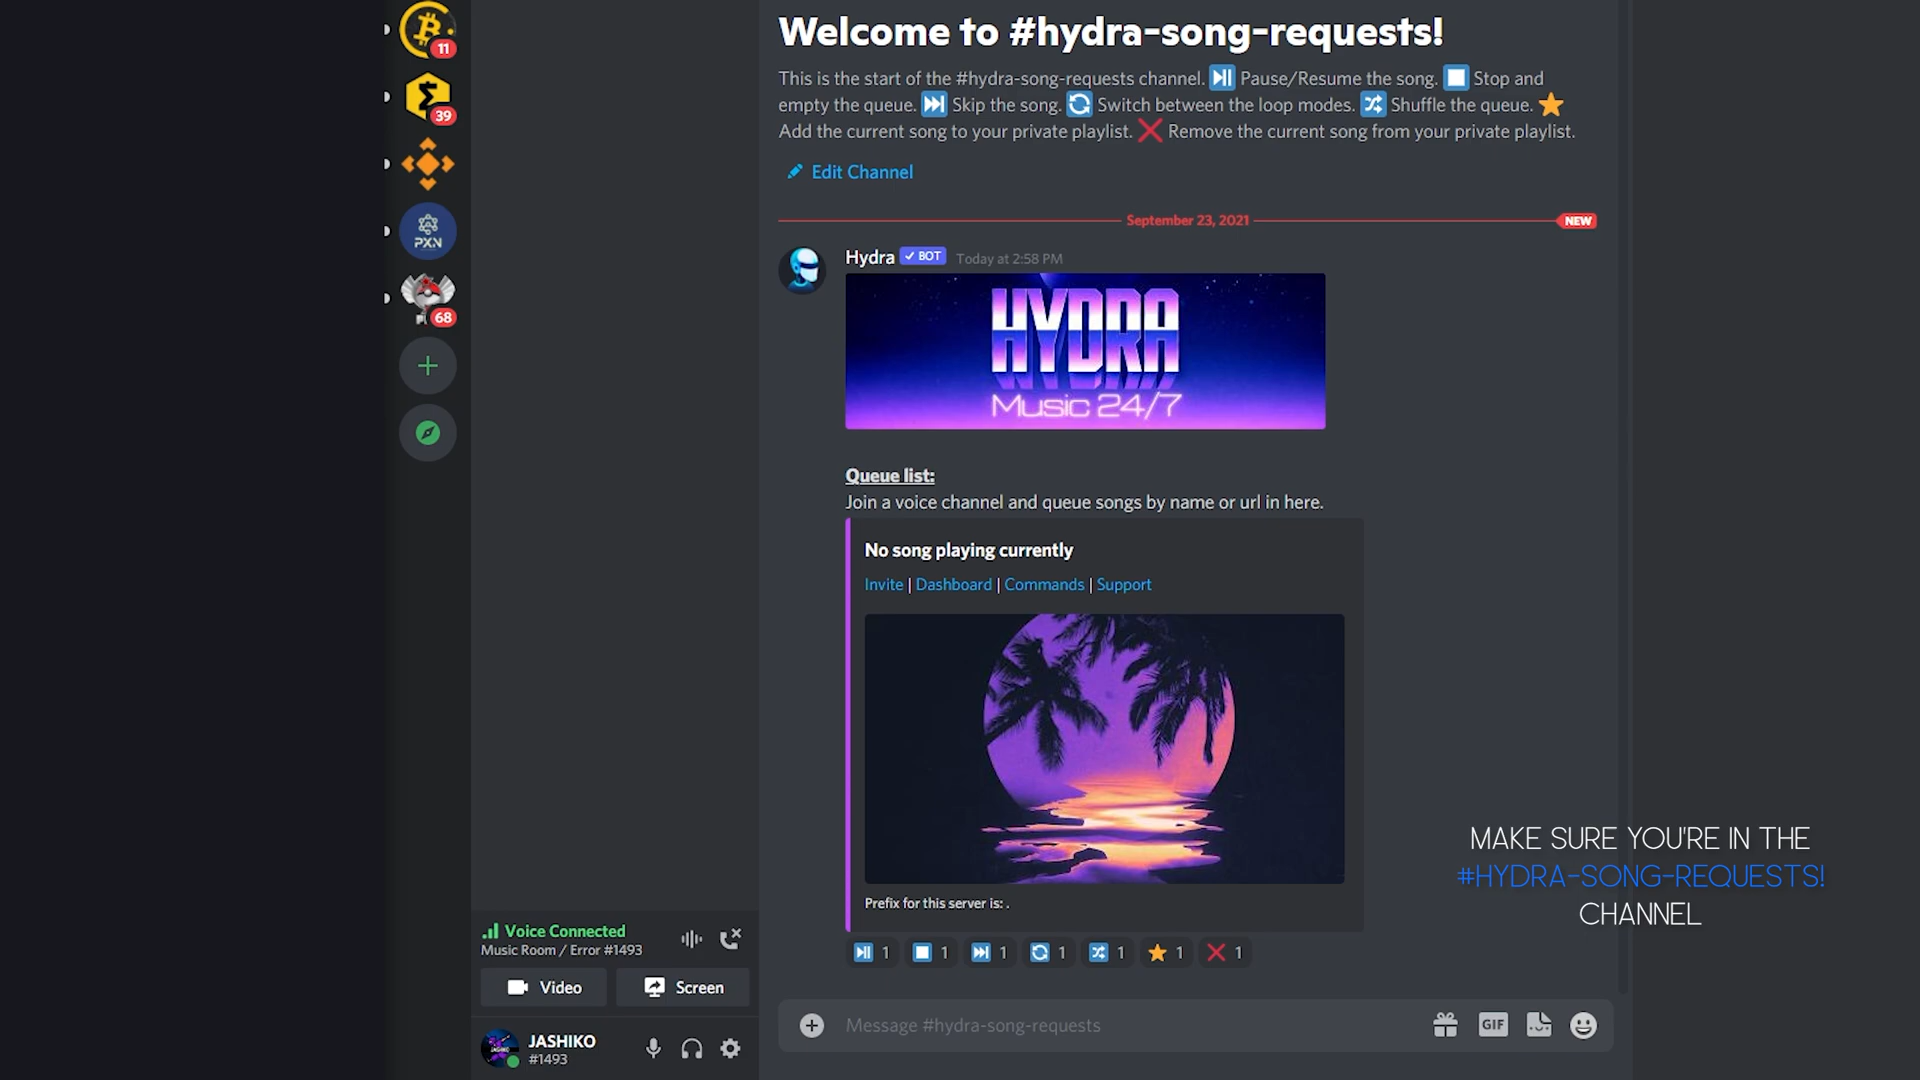 11
39
PXN
68
Welcome to #hydra-song-requests!
This is the start of the #hydra-song-requests channel. Pause/Resume the song. Stop and
empty the queue. Skip the song. Switch between the loop modes. Shuffle the queue.
Add the current song to your private playlist. Remove the current song from your private playlist.
Edit Channel
September 23, 2021 NEW
Hydra BOT Today at 2:58 PM
HYDRA
Music 24/7
Queue list:
Join a voice channel and queue songs by name or url in here.
No song playing currently
Invite | Dashboard | Commands | Support
Prefix for this server is: .
1 1 1 1 1 1 1
MAKE SURE YOU'RE IN THE
#HYDRA-SONG-REQUESTS!
CHANNEL
Voice Connected
Music Room / Error #1493
Video Screen
JASHIKO
#1493
Message #hydra-song-requests
GIF